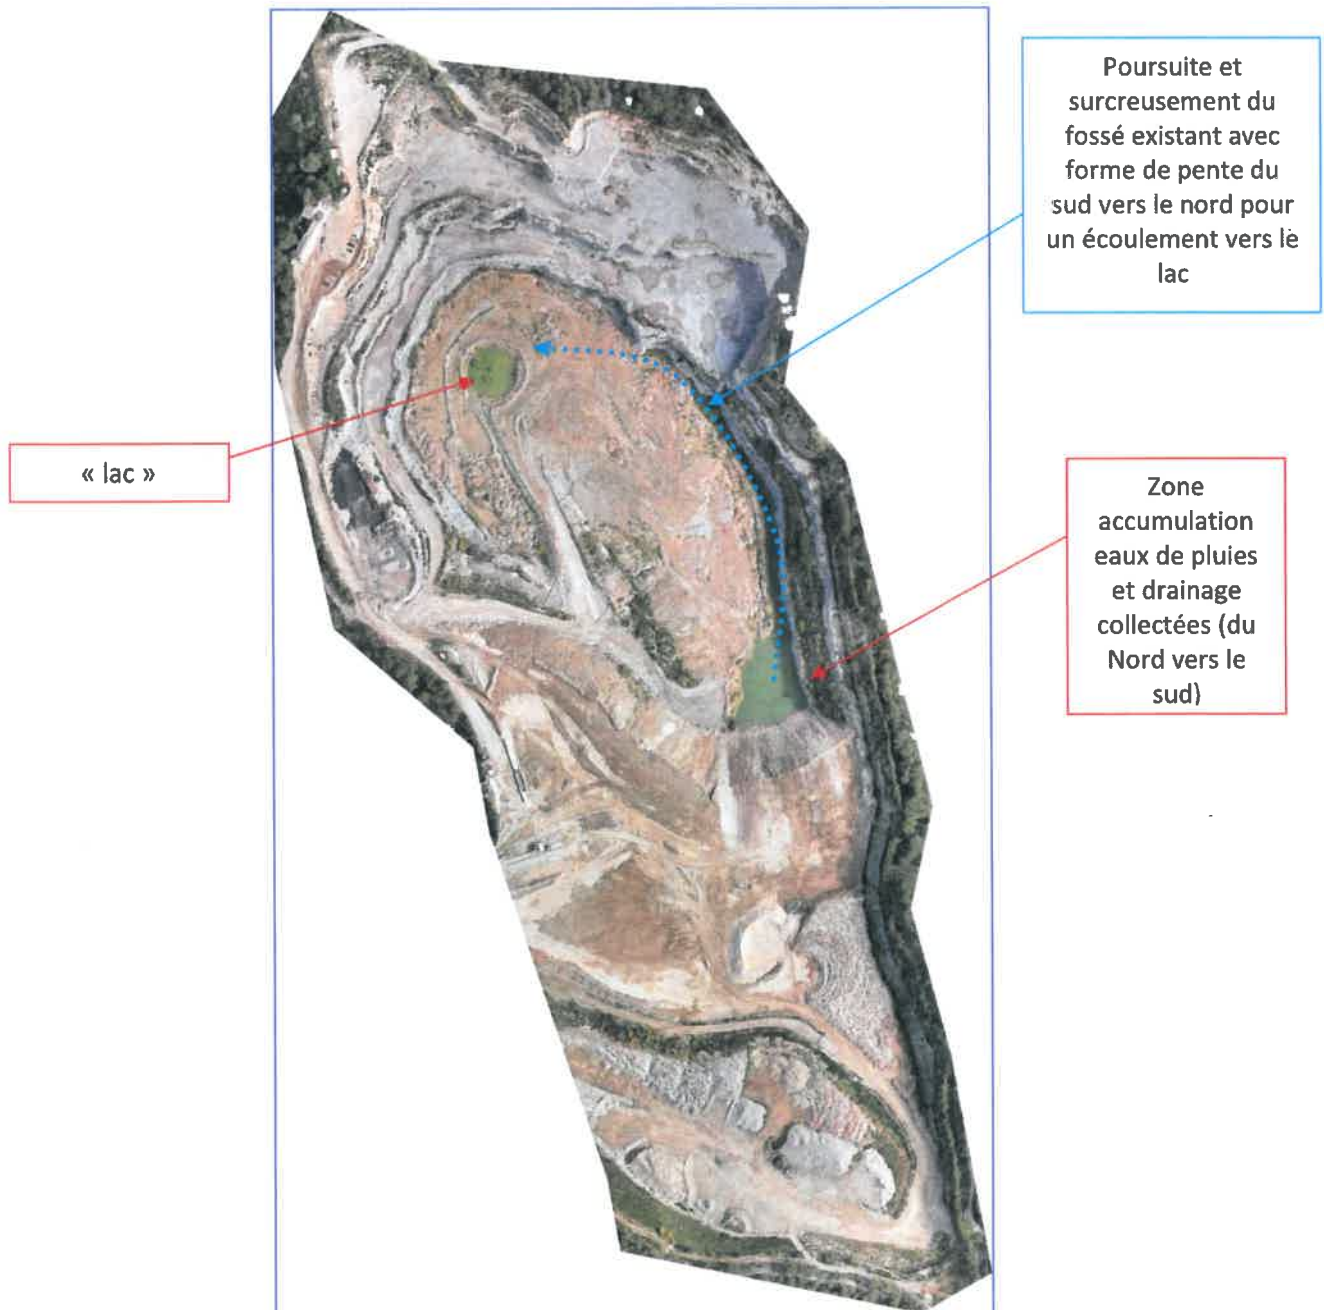 Poursuite et
surcreusement du
fossé existant avec
forme de pente du
sud vers le nord pour
un écoulement vers le
lac
« lac »
Zone
accumulation
eaux de pluies
et drainage
collectées (du
Nord vers le
sud)